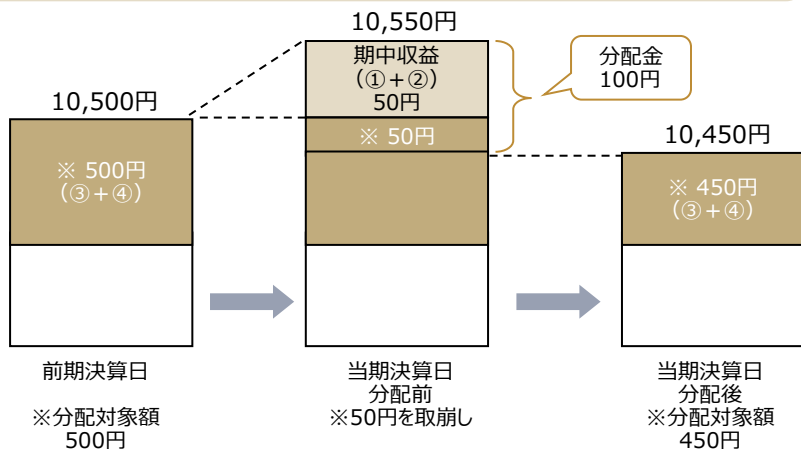 10,550円
期中収益
（①＋②）
50円
分配金
100円
10,500円
※ 50円
10,450円
※ 500円
（③＋④）
※ 450円
（③＋④）
前期決算日
※分配対象額
500円
当期決算日
分配前
※50円を取崩し
当期決算日
分配後
※分配対象額
450円